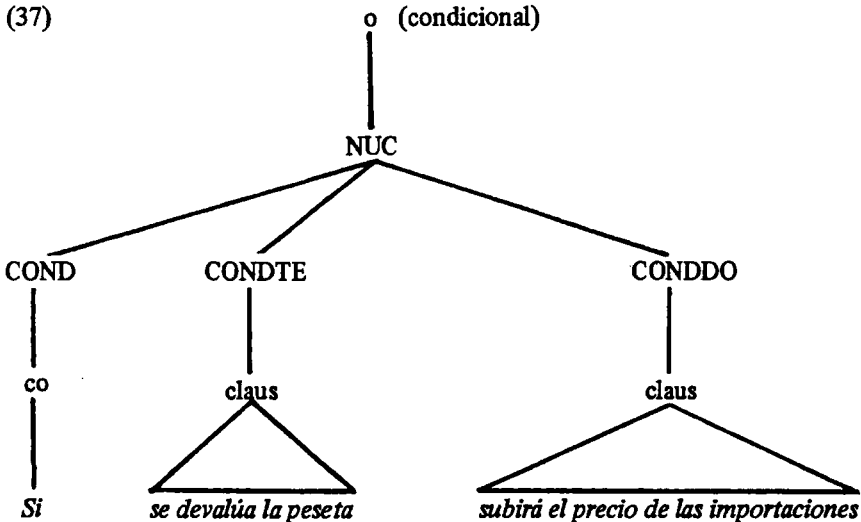 (37) o (condicional)
NUC
COND CONDTE CONDDO
co claus claus
Si se devalúa la peseta subirá el precio de las importaciones